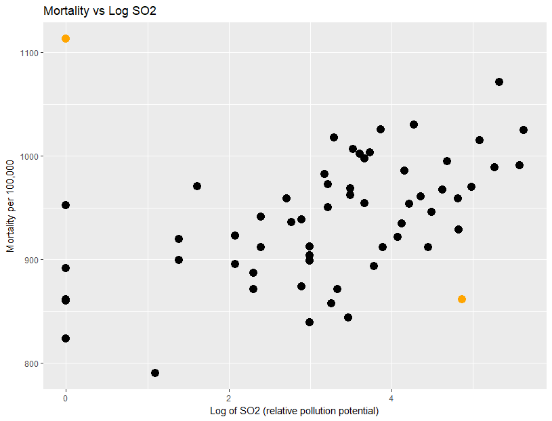 Mortality vs Log SO2
1100
1000
900
800
Mortality per 100,000
0 2 4
Log of SO2 (relative pollution potential)